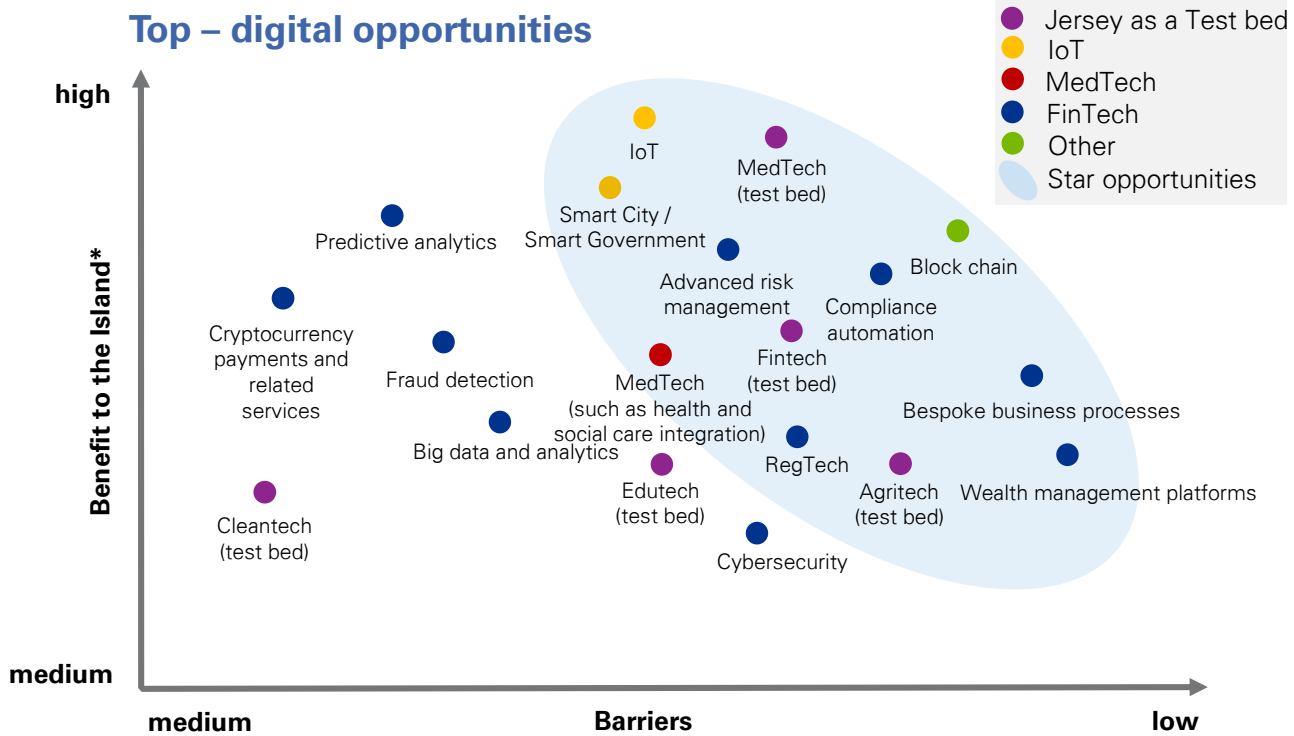 Top – digital opportunities
Jersey as a Test bed
IoT
MedTech
FinTech
Other
Star opportunities
high
IoT
MedTech
(test bed)
Smart City /
Smart Government
Predictive analytics
Block chain
Advanced risk
management
Compliance
automation
Cryptocurrency
payments and
related
services
Fintech
(test bed)
Fraud detection
MedTech
(such as health and
social care integration)
Bespoke business processes
Big data and analytics
RegTech
Edutech
(test bed)
Agritech
(test bed)
Wealth management platforms
Cleantech
(test bed)
Cybersecurity
Benefit to the Island*
medium
medium
Barriers
low